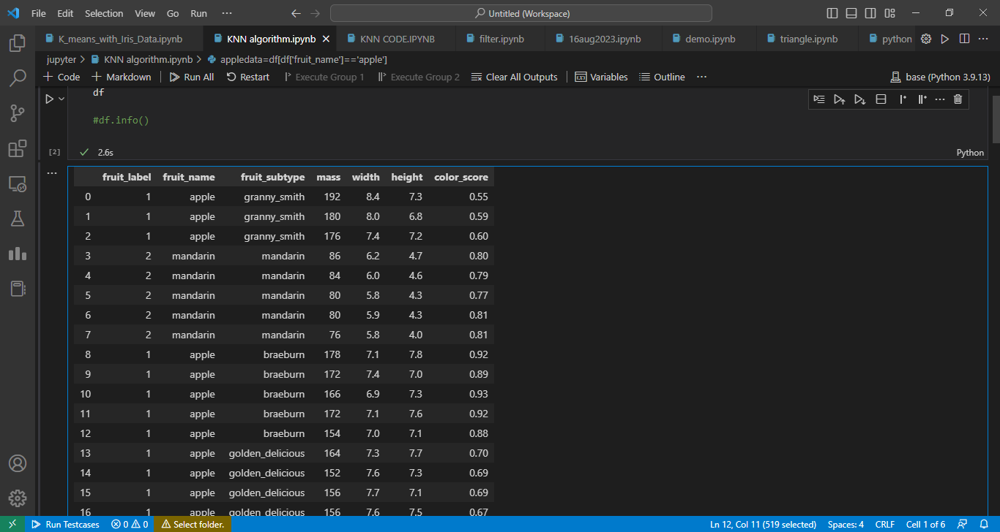 File Edit Selection View Go Run ··· Untitled (Workspace)
K_means_with_Iris_Data.ipynb KNN algorithm.ipynb KNN CODE.IPYNB filter.ipynb 16aug2023.ipynb demo.ipynb triangle.ipynb python
jupyter > KNN algorithm.ipynb > appledata=df[df['fruit_name']=='apple']
+ Code + Markdown Run All Restart Execute Group 1 Execute Group 2 Clear All Outputs Variables Outline ··· base (Python 3.9.13)
df
#df.info()
[2] 2.6s Python
fruit_label fruit_name fruit_subtype mass width height color_score
0 1 apple granny_smith 192 8.4 7.3 0.55
1 1 apple granny_smith 180 8.0 6.8 0.59
2 1 apple granny_smith 176 7.4 7.2 0.60
3 2 mandarin mandarin 86 6.2 4.7 0.80
4 2 mandarin mandarin 84 6.0 4.6 0.79
5 2 mandarin mandarin 80 5.8 4.3 0.77
6 2 mandarin mandarin 80 5.9 4.3 0.81
7 2 mandarin mandarin 76 5.8 4.0 0.81
8 1 apple braeburn 178 7.1 7.8 0.92
9 1 apple braeburn 172 7.4 7.0 0.89
10 1 apple braeburn 166 6.9 7.3 0.93
11 1 apple braeburn 172 7.1 7.6 0.92
12 1 apple braeburn 154 7.0 7.1 0.88
13 1 apple golden_delicious 164 7.3 7.7 0.70
14 1 apple golden_delicious 152 7.6 7.3 0.69
15 1 apple golden_delicious 156 7.7 7.1 0.69
16 1 apple golden_delicious 156 7.6 7.5 0.67
Run Testcases 0 0 Select folder. Ln 12, Col 11 (519 selected) Spaces: 4 CRLF Cell 1 of 6